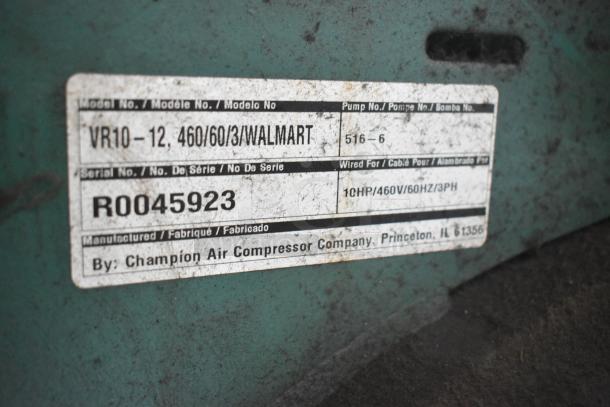 Model No. / Modèle No. / Modelo No
VR10-12, 460/60/3/WALMART
Pump No./ Pompe No./ Bomba No.
516-6
Serial No. / No. De Série / No De Serie
R0045923
Wired For / Cablé Pour / Alambrado Por
10HP/460V/60HZ/3PH
Manufactured / Fabriqué / Fabricado
By: Champion Air Compressor Company, Princeton, IL 61356